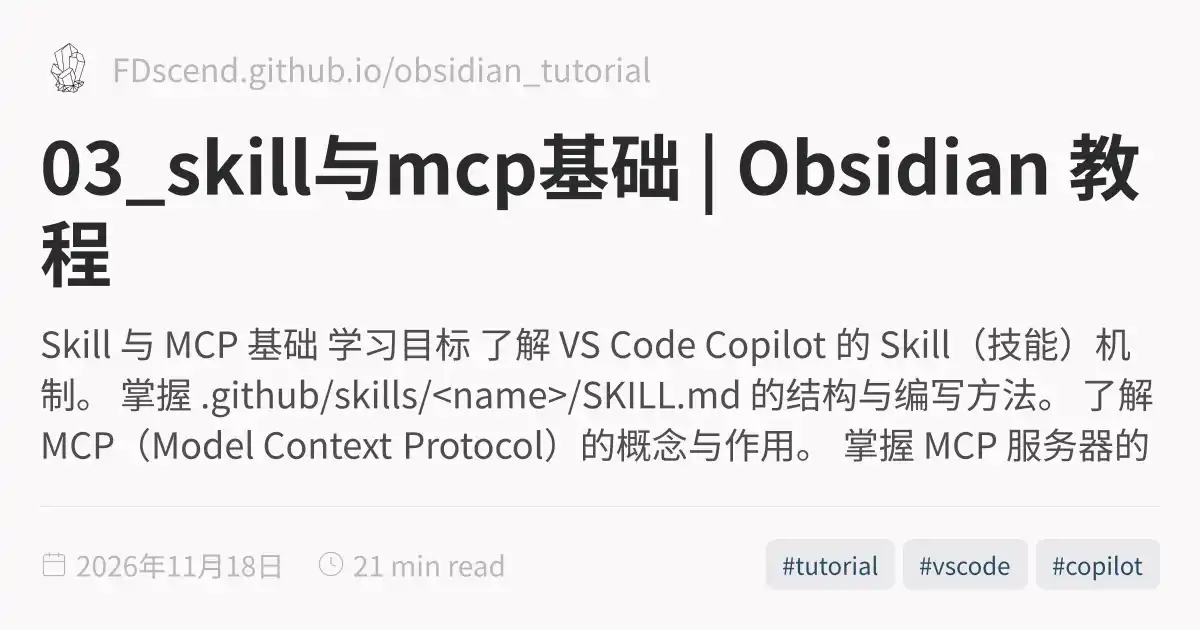 FDscend.github.io/obsidian_tutorial
03_skill与mcp基础 | Obsidian 教
程
Skill 与 MCP 基础 学习目标 了解 VS Code Copilot 的 Skill（技能）机
制。 掌握 .github/skills/<name>/SKILL.md 的结构与编写方法。 了解
MCP（Model Context Protocol）的概念与作用。 掌握 MCP 服务器的
2026年11月18日 21 min read #tutorial #vscode #copilot